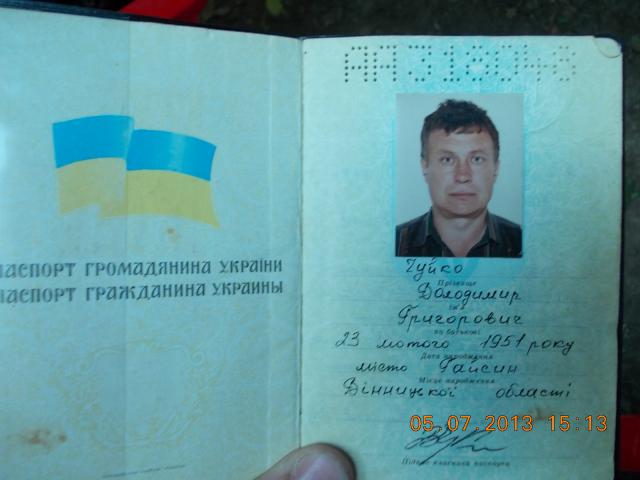 ПАСПОРТ ГРОМАДЯНИНА УКРАЇНИ
ПАСПОРТ ГРАЖДАНИНА УКРАИНЫ
Чуйко
Прізвище
Володимир
Ім'я
Григорович
по батькові
23 лютого 1951 року
Дата народження
місто Гайсин
Місце народження
Вінницької області
05.07.2013 15:13
Підпис власника паспорта